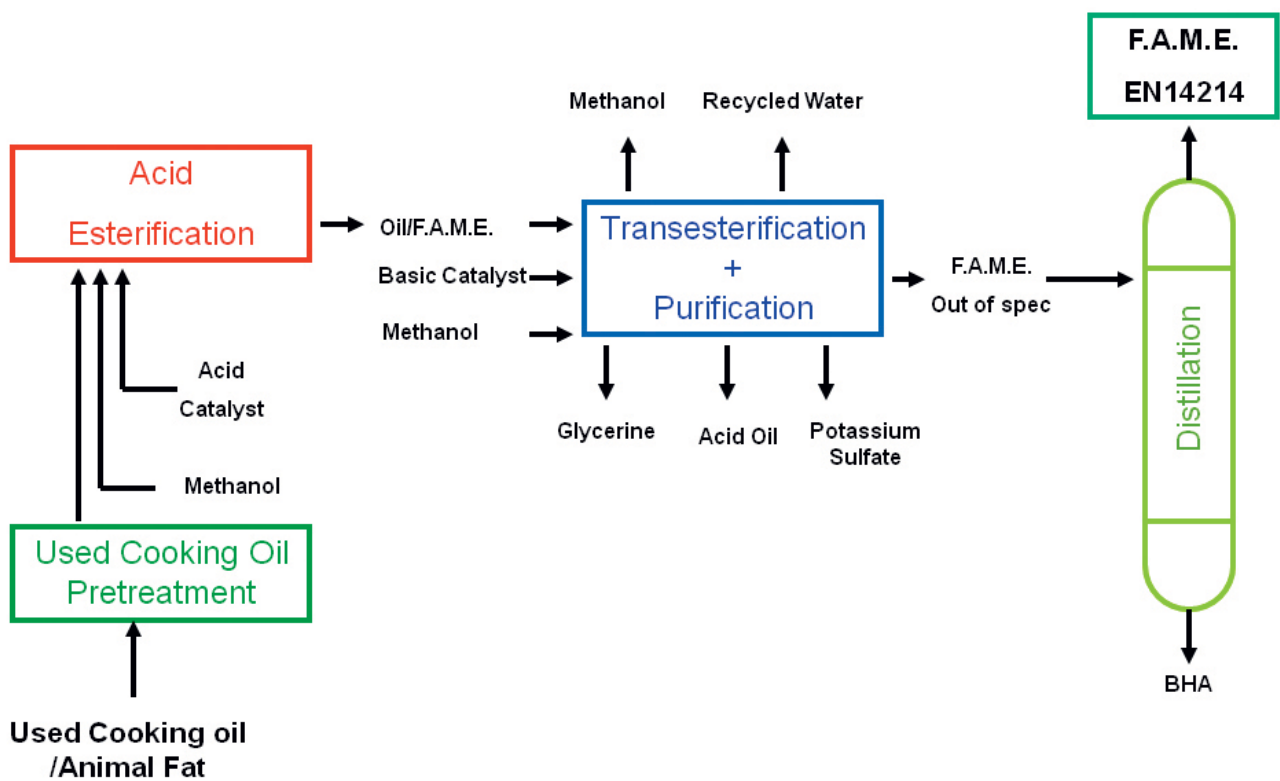 F.A.M.E.
EN14214
Methanol
Recycled Water
Acid
Esterification
Oil/F.A.M.E.
Basic Catalyst
Methanol
Transesterification
+
Purification
F.A.M.E.
Out of spec
Distillation
Acid
Catalyst
Methanol
Glycerine
Acid Oil
Potassium
Sulfate
Used Cooking Oil
Pretreatment
BHA
Used Cooking oil
/Animal Fat